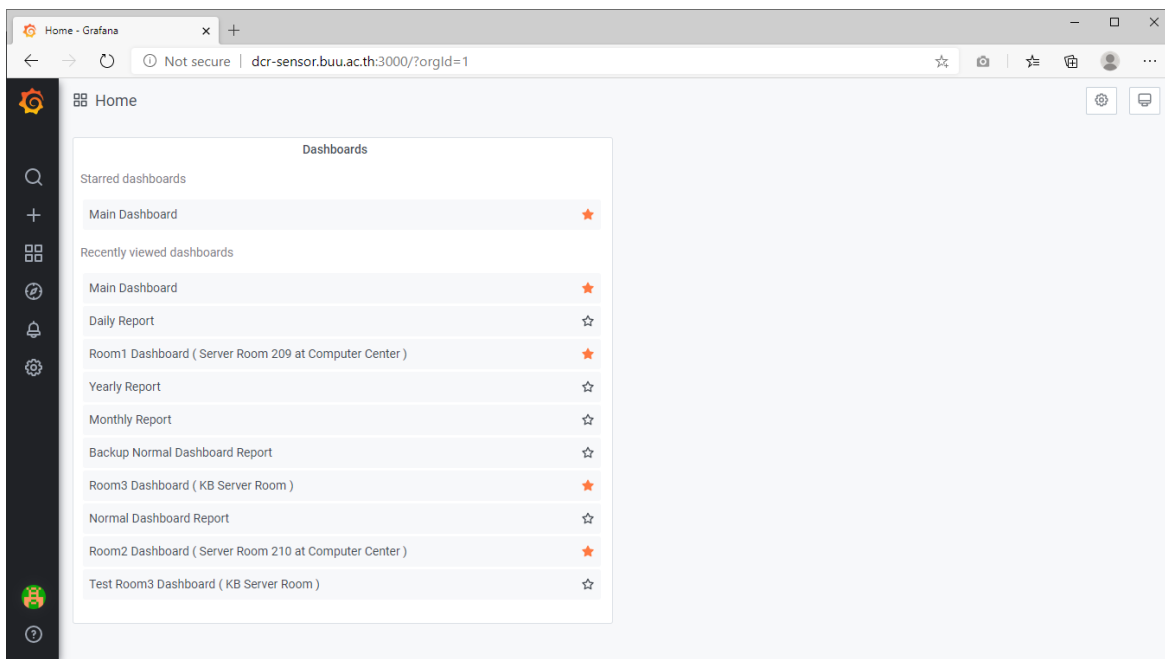 Home - Grafana
Not secure | dcr-sensor.buu.ac.th:3000/?orgId=1
Home
Dashboards
Starred dashboards
Main Dashboard
Recently viewed dashboards
Main Dashboard
Daily Report
Room1 Dashboard ( Server Room 209 at Computer Center )
Yearly Report
Monthly Report
Backup Normal Dashboard Report
Room3 Dashboard ( KB Server Room )
Normal Dashboard Report
Room2 Dashboard ( Server Room 210 at Computer Center )
Test Room3 Dashboard ( KB Server Room )